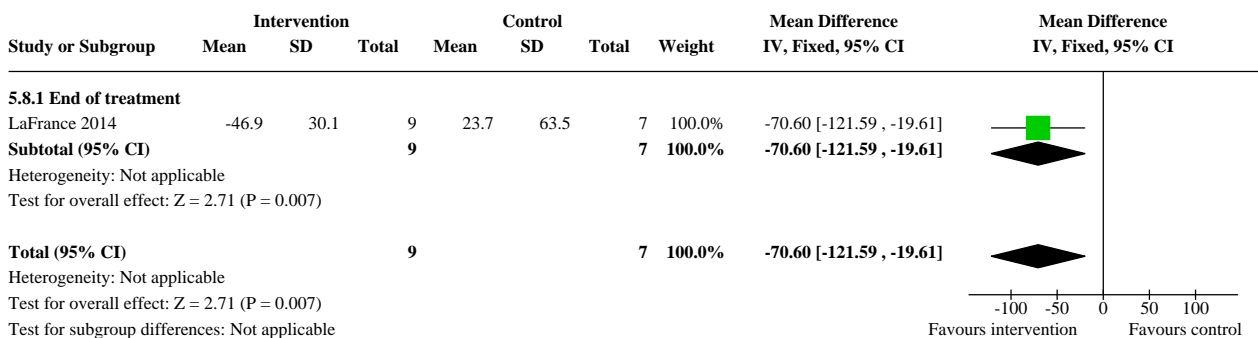 Intervention Control Mean Difference Mean Difference
Study or Subgroup Mean SD Total Mean SD Total Weight IV, Fixed, 95% CI IV, Fixed, 95% CI
5.8.1 End of treatment
LaFrance 2014 -46.9 30.1 9 23.7 63.5 7 100.0% -70.60 [-121.59 , -19.61]
Subtotal (95% CI) 9 7 100.0% -70.60 [-121.59 , -19.61]
Heterogeneity: Not applicable
Test for overall effect: Z = 2.71 (P = 0.007)
Total (95% CI) 9 7 100.0% -70.60 [-121.59 , -19.61]
Heterogeneity: Not applicable
Test for overall effect: Z = 2.71 (P = 0.007) -100 -50 0 50 100
Test for subgroup differences: Not applicable Favours intervention Favours control